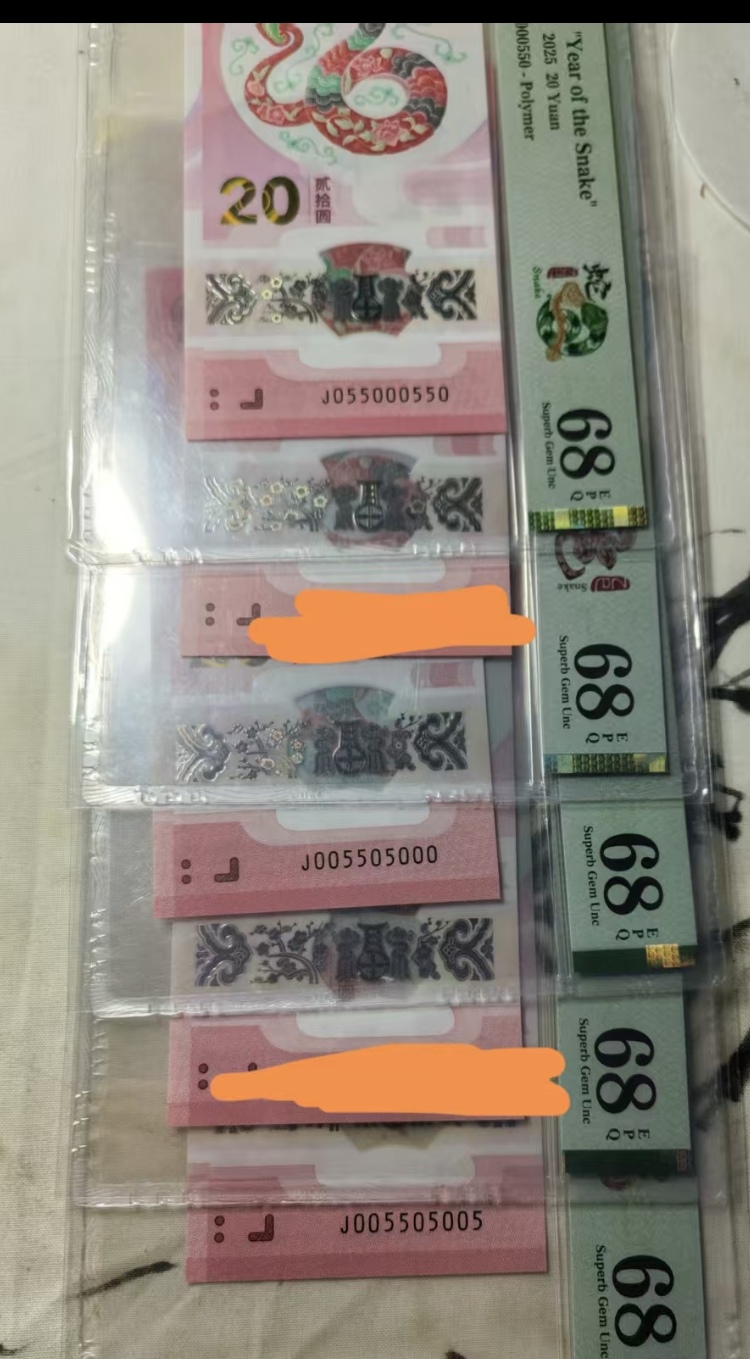 "Year of the Snake"
2025 20 Yuan
000550 - Polymer
蛇
Snake
20
贰拾圆
J055000550
68
EPQ
Superb Gem Unc
Snake
68
EPQ
Superb Gem Unc
J005505000
68
EPQ
Superb Gem Unc
68
EPQ
Superb Gem Unc
J005505005
68
Superb Gem Unc